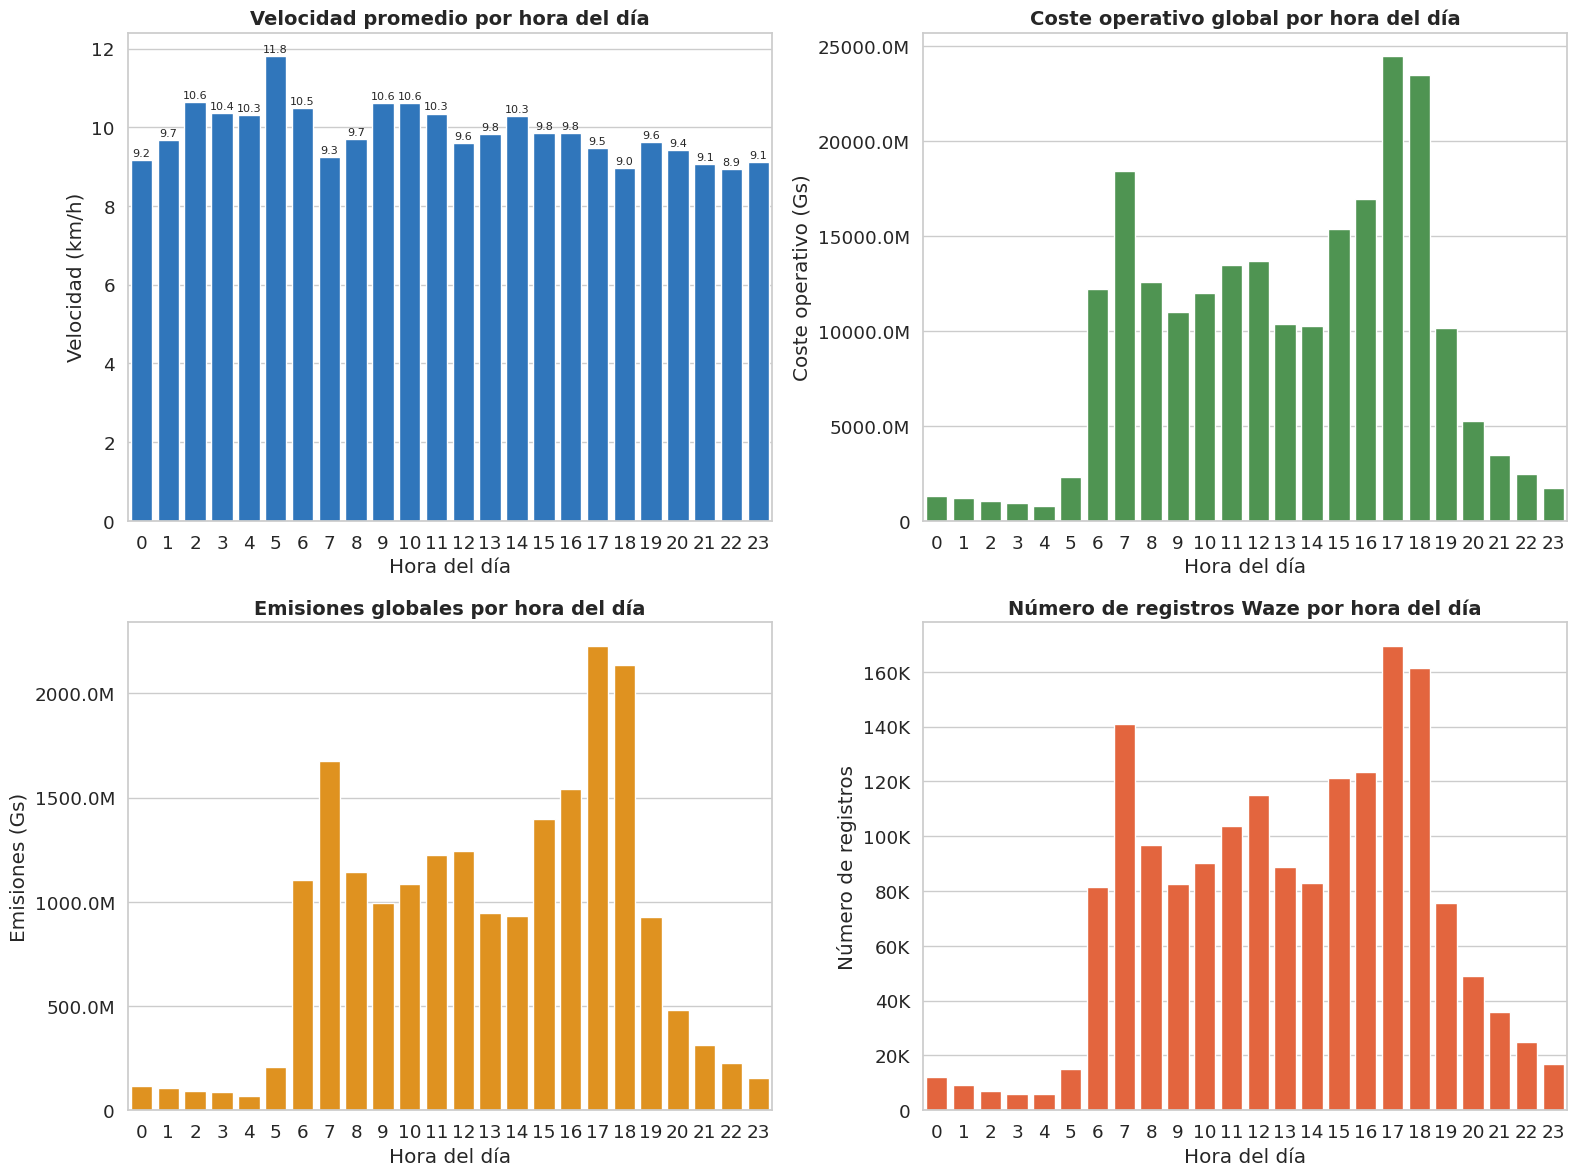 Velocidad promedio por hora del día
Velocidad (km/h)
12
10
8
6
4
2
0
9.2
9.7
10.6
10.4
10.3
11.8
10.5
9.3
9.7
10.6
10.6
10.3
9.6
9.8
10.3
9.8
9.8
9.5
9.0
9.6
9.4
9.1
8.9
9.1
0 1 2 3 4 5 6 7 8 9 10 11 12 13 14 15 16 17 18 19 20 21 22 23
Hora del día
Coste operativo global por hora del día
Coste operativo (Gs)
25000.0M
20000.0M
15000.0M
10000.0M
5000.0M
0
0 1 2 3 4 5 6 7 8 9 10 11 12 13 14 15 16 17 18 19 20 21 22 23
Hora del día
Emisiones globales por hora del día
Emisiones (Gs)
2000.0M
1500.0M
1000.0M
500.0M
0
0 1 2 3 4 5 6 7 8 9 10 11 12 13 14 15 16 17 18 19 20 21 22 23
Hora del día
Número de registros Waze por hora del día
Número de registros
160K
140K
120K
100K
80K
60K
40K
20K
0
0 1 2 3 4 5 6 7 8 9 10 11 12 13 14 15 16 17 18 19 20 21 22 23
Hora del día